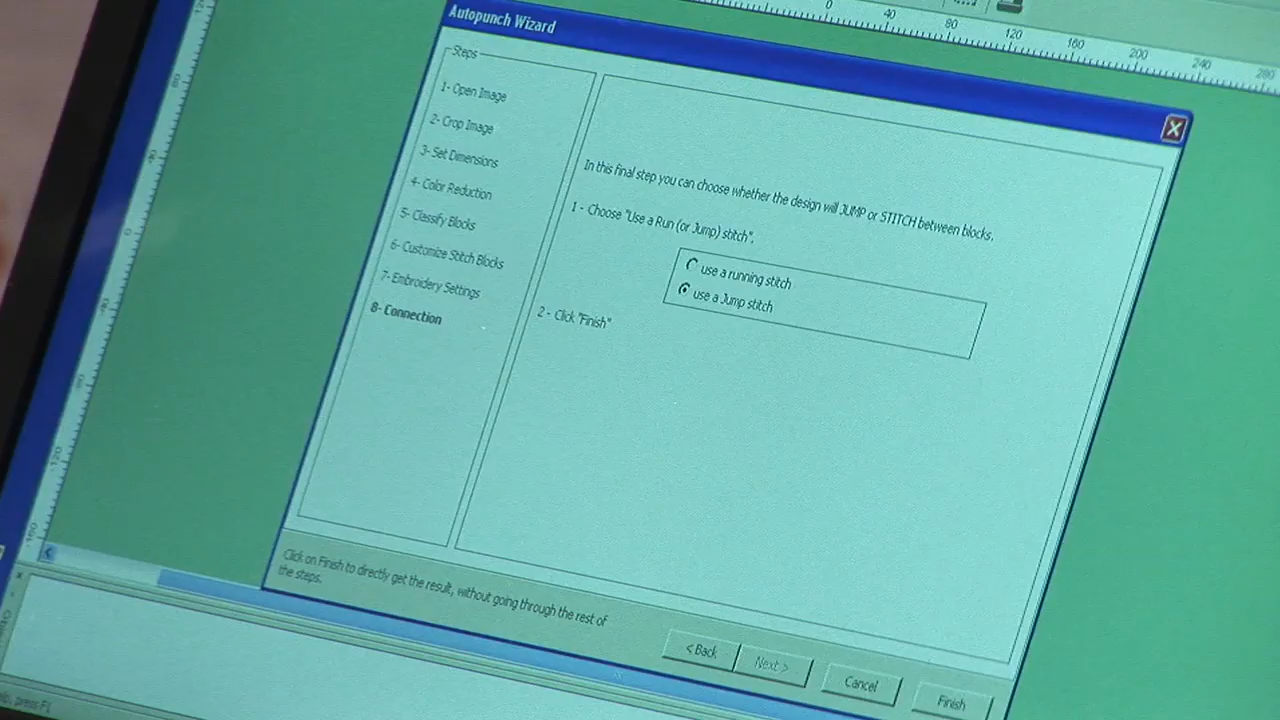 Autopunch Wizard
0 40 80 120 160 200 240 280
Steps
1- Open Image
2- Crop Image
3- Set Dimensions
4- Color Reduction
5- Classify Blocks
6- Customize Stitch Blocks
7- Embroidery Settings
8- Connection
In this final step you can choose whether the design will JUMP or STITCH between blocks.
1 - Choose "Use a Run (or Jump) stitch".
use a running stitch
use a Jump stitch
2 - Click "Finish"
Click on Finish to directly get the result, without going through the rest of
the steps.
< Back
Next >
Cancel
Finish
press F1